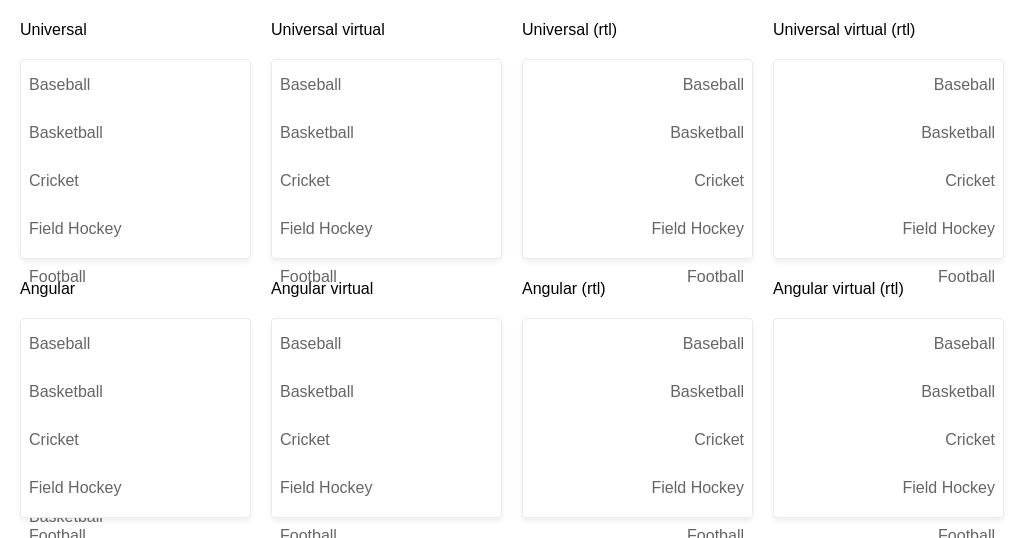 Universal
Baseball
Basketball
Cricket
Field Hockey
Football
Universal virtual
Baseball
Basketball
Cricket
Field Hockey
Football
Universal (rtl)
Baseball
Basketball
Cricket
Field Hockey
Football
Universal virtual (rtl)
Baseball
Basketball
Cricket
Field Hockey
Football
Angular
Baseball
Basketball
Cricket
Field Hockey
Basketball
Football
Angular virtual
Baseball
Basketball
Cricket
Field Hockey
Football
Angular (rtl)
Baseball
Basketball
Cricket
Field Hockey
Football
Angular virtual (rtl)
Baseball
Basketball
Cricket
Field Hockey
Football